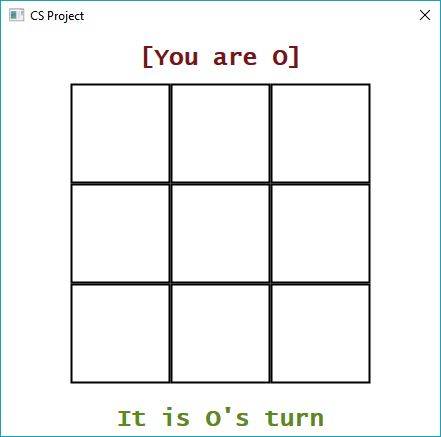 CS Project
[You are O]
It is O's turn